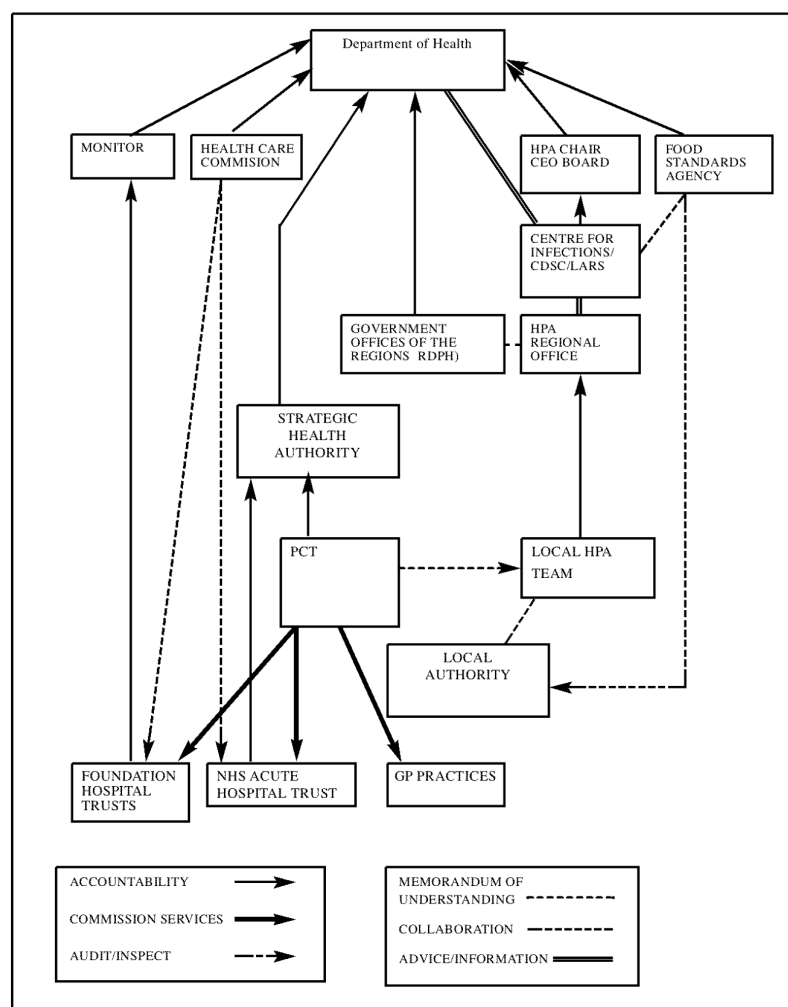 Department of Health
MONITOR
HEALTH CARE
COMMISION
HPA CHAIR
CEO BOARD
FOOD
STANDARDS
AGENCY
CENTRE FOR
INFECTIONS/
CDSC/LARS
GOVERNMENT
OFFICES OF THE
REGIONS RDPH)
HPA
REGIONAL
OFFICE
STRATEGIC
HEALTH
AUTHORITY
PCT
LOCAL HPA
TEAM
LOCAL
AUTHORITY
FOUNDATION
HOSPITAL
TRUSTS
NHS ACUTE
HOSPITAL TRUST
GP PRACTICES
ACCOUNTABILITY
COMMISSION SERVICES
AUDIT/INSPECT
MEMORANDUM OF
UNDERSTANDING
COLLABORATION
ADVICE/INFORMATION